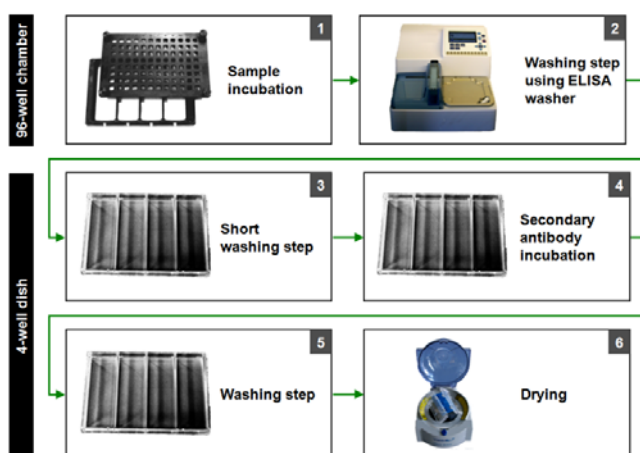 96-well chamber
1
Sample
incubation
2
Washing step
using ELISA
washer
4-well dish
3
Short
washing step
4
Secondary
antibody
incubation
5
Washing step
6
Drying